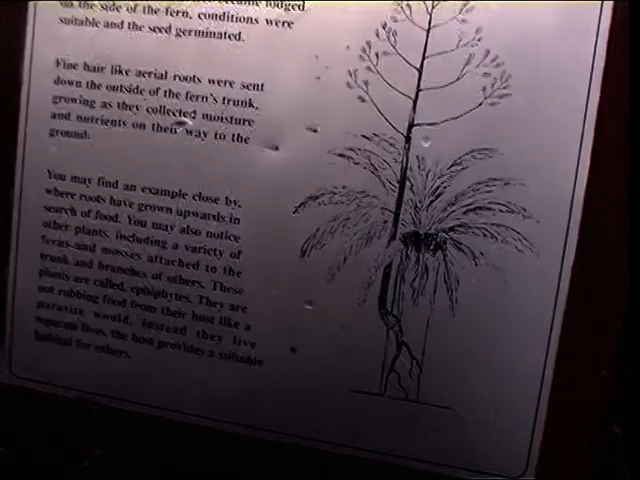 lodged
on the side of the fern, conditions were
suitable and the seed germinated.
Fine hair like aerial roots were sent
down the outside of the fern's trunk,
growing as they collected moisture
and nutrients on their way to the
ground.
You may find an example close by,
where roots have grown upwards in
search of food. You may also notice
other plants, including a variety of
ferns and mosses attached to the
trunk and branches of others. These
plants are called, epiphytes. They are
not robbing food from their host like a
parasite would, instead they live
separate lives, the host provides a suitable
habitat for others.